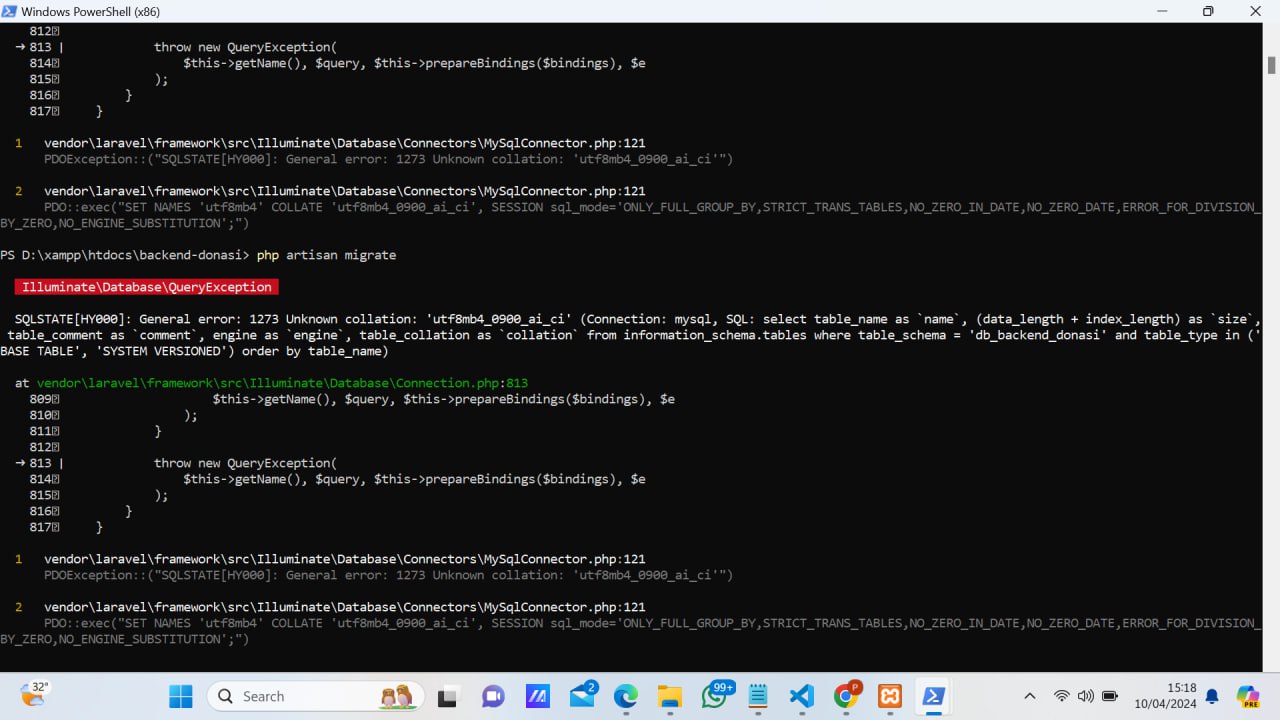 Windows PowerShell (x86)
812
→ 813 | throw new QueryException(
814 $this->getName(), $query, $this->prepareBindings($bindings), $e
815 );
816 }
817 }
1 vendor\laravel\framework\src\Illuminate\Database\Connectors\MySqlConnector.php:121
PDOException::("SQLSTATE[HY000]: General error: 1273 Unknown collation: 'utf8mb4_0900_ai_ci'")
2 vendor\laravel\framework\src\Illuminate\Database\Connectors\MySqlConnector.php:121
PDO::exec("SET NAMES 'utf8mb4' COLLATE 'utf8mb4_0900_ai_ci', SESSION sql_mode='ONLY_FULL_GROUP_BY,STRICT_TRANS_TABLES,NO_ZERO_IN_DATE,NO_ZERO_DATE,ERROR_FOR_DIVISION_
BY_ZERO,NO_ENGINE_SUBSTITUTION';")
PS D:\xampp\htdocs\backend-donasi> php artisan migrate
Illuminate\Database\QueryException
SQLSTATE[HY000]: General error: 1273 Unknown collation: 'utf8mb4_0900_ai_ci' (Connection: mysql, SQL: select table_name as `name`, (data_length + index_length) as `size`,
table_comment as `comment`, engine as `engine`, table_collation as `collation` from information_schema.tables where table_schema = 'db_backend_donasi' and table_type in ('
BASE TABLE', 'SYSTEM VERSIONED') order by table_name)
at vendor\laravel\framework\src\Illuminate\Database\Connection.php:813
809 $this->getName(), $query, $this->prepareBindings($bindings), $e
810 );
811 }
812
→ 813 | throw new QueryException(
814 $this->getName(), $query, $this->prepareBindings($bindings), $e
815 );
816 }
817 }
1 vendor\laravel\framework\src\Illuminate\Database\Connectors\MySqlConnector.php:121
PDOException::("SQLSTATE[HY000]: General error: 1273 Unknown collation: 'utf8mb4_0900_ai_ci'")
2 vendor\laravel\framework\src\Illuminate\Database\Connectors\MySqlConnector.php:121
PDO::exec("SET NAMES 'utf8mb4' COLLATE 'utf8mb4_0900_ai_ci', SESSION sql_mode='ONLY_FULL_GROUP_BY,STRICT_TRANS_TABLES,NO_ZERO_IN_DATE,NO_ZERO_DATE,ERROR_FOR_DIVISION_
BY_ZERO,NO_ENGINE_SUBSTITUTION';")
32°
Search
2
99+
P
PRE
15:18
10/04/2024